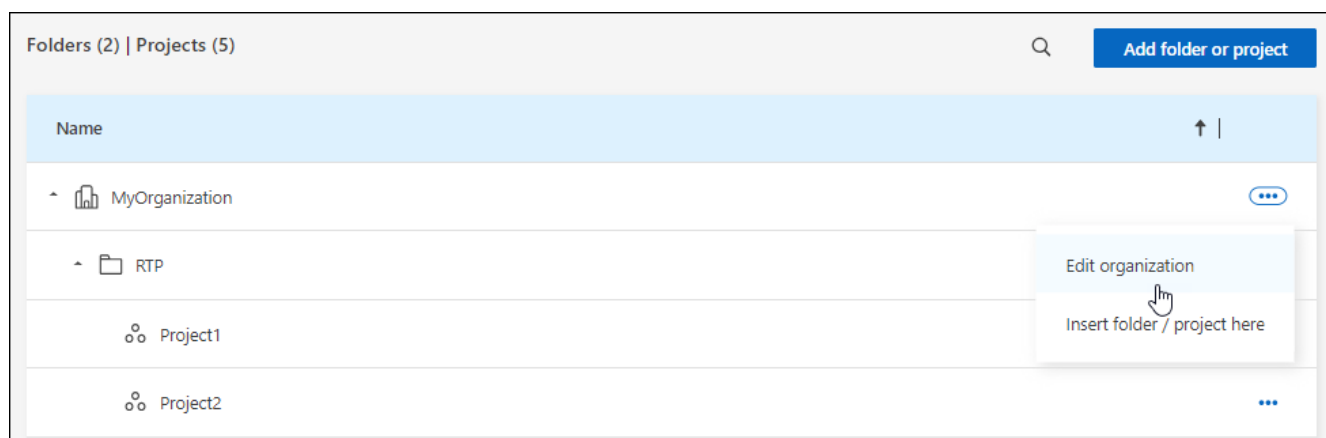 Folders (2) | Projects (5)
Add folder or project
Name
MyOrganization
RTP
Edit organization
Project1
Insert folder / project here
Project2